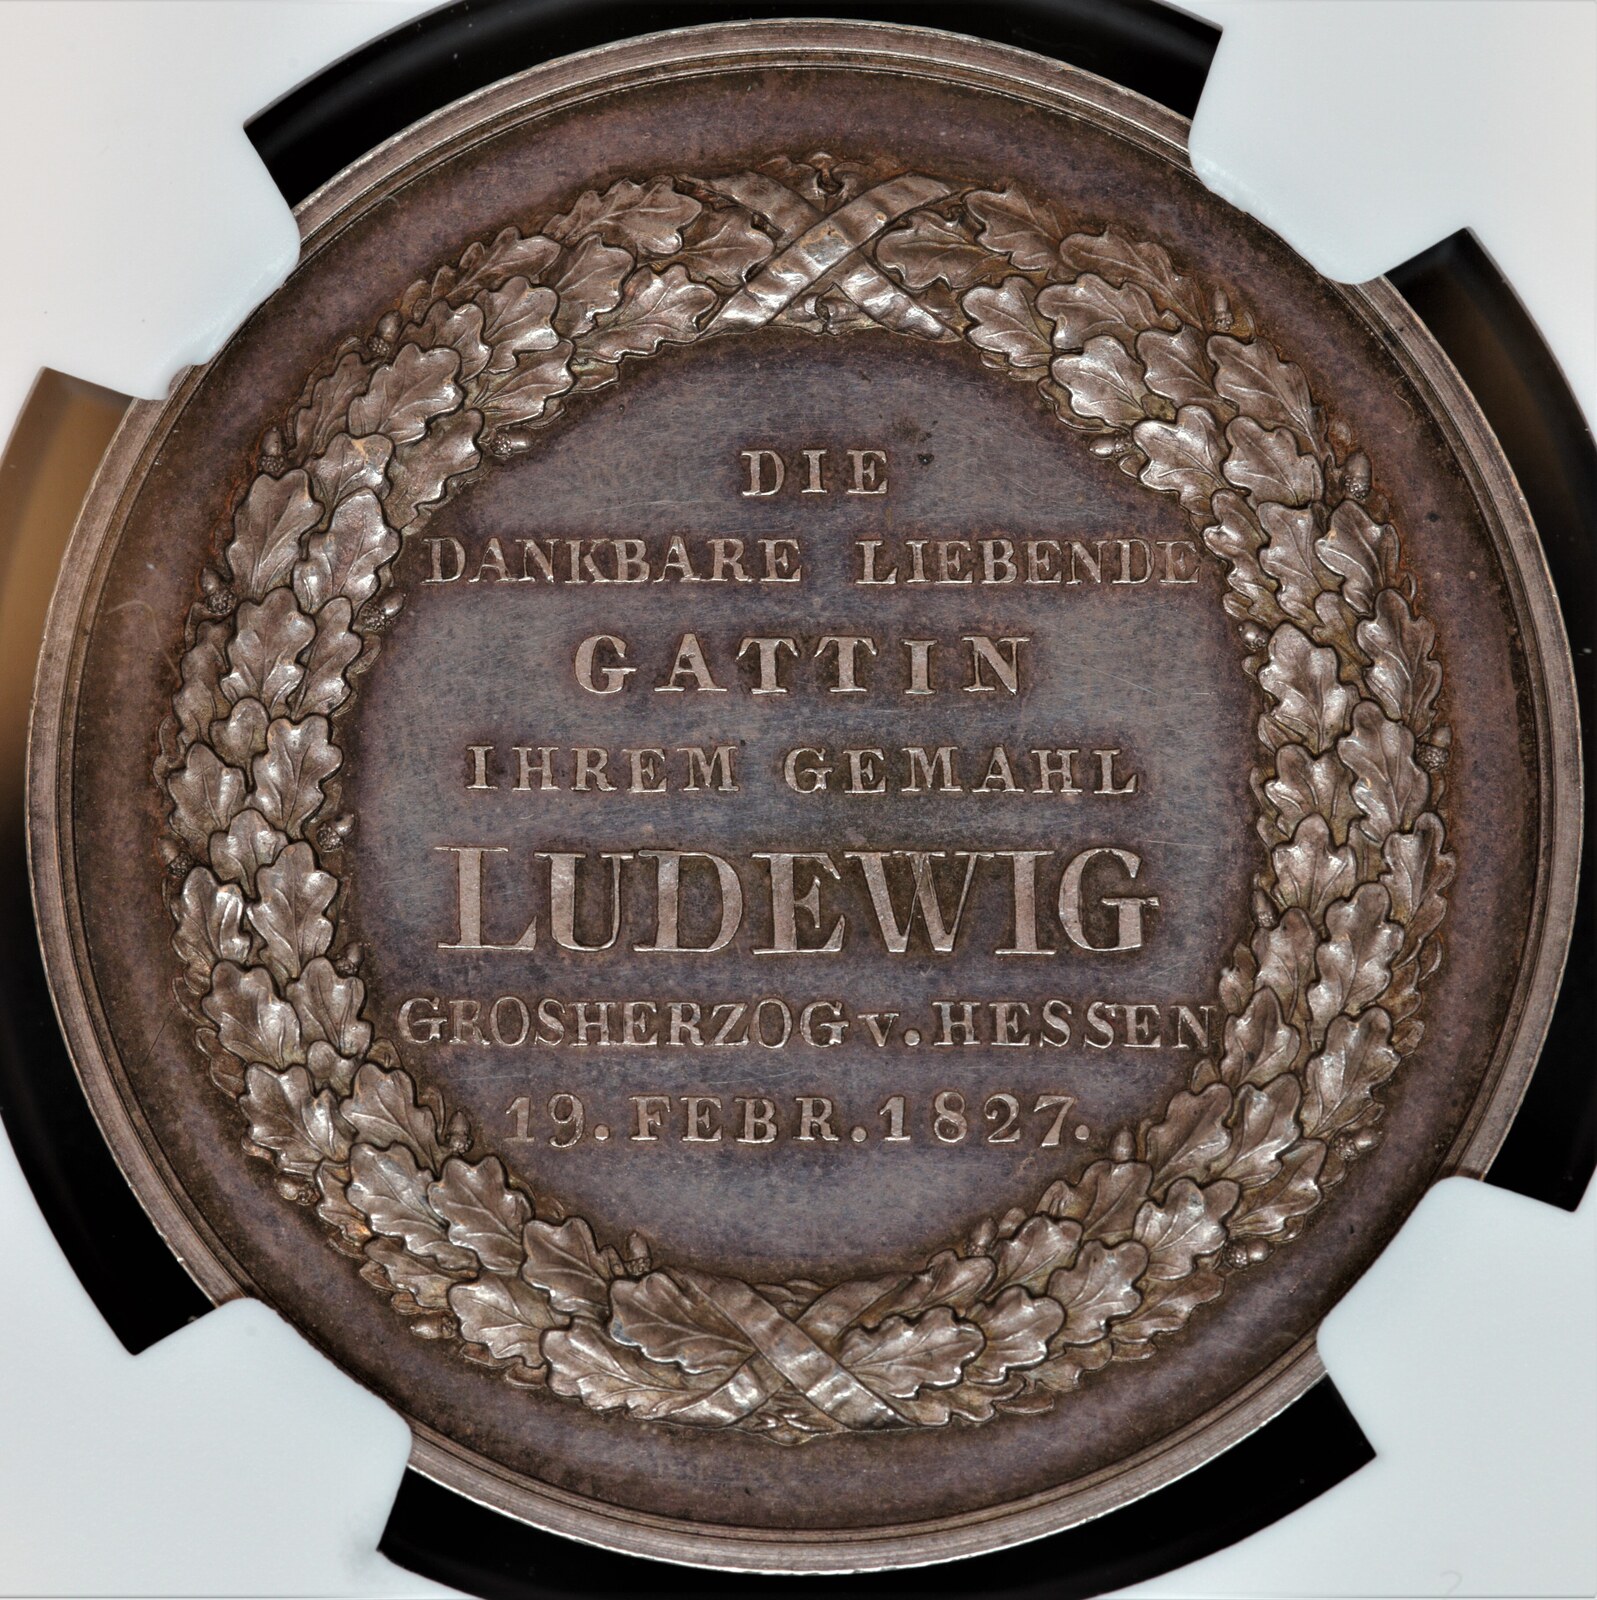 DIE
DANKBARE LIEBENDE
GATTIN
IHREM GEMAHL
LUDEWIG
GROSHERZOG v. HESSEN
19. FEBR. 1827.